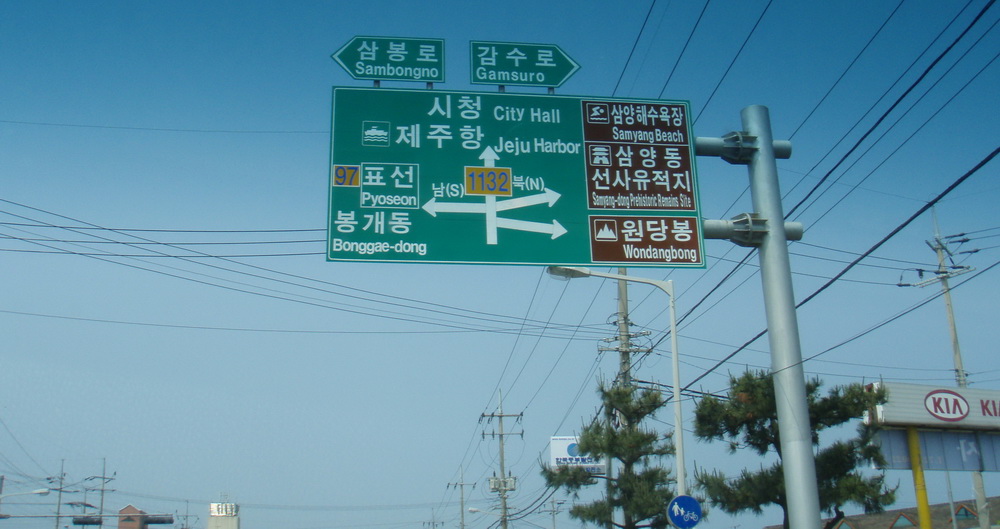 삼봉로
Sambongno
감수로
Gamsuro
시청 City Hall
제주항 Jeju Harbor
97 표선
Pyoseon
봉개동
Bonggae-dong
남(S) 1132 북(N)
삼양해수욕장
Samyang Beach
삼양동
선사유적지
Samyang-dong Prehistoric Remains Site
원당봉
Wondangbong
KIA KIA